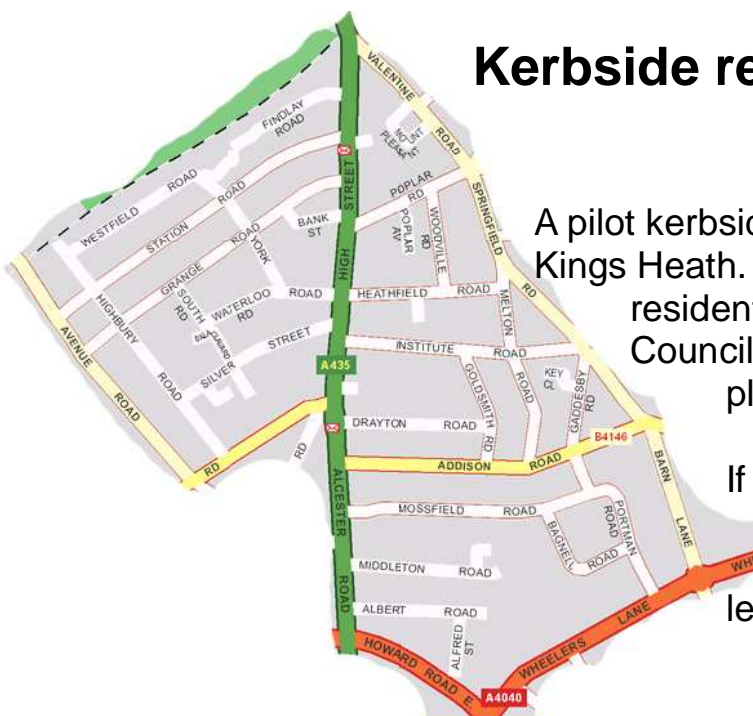 Kerbside re
A pilot kerbsid
Kings Heath.
resident
Council
pl
If
le
VALENTINE ROAD
FINDLAY ROAD
MOUNT PLEASANT
WESTFIELD ROAD
STATION ROAD
STREET
POPLAR RD
SPRINGFIELD RD
GRANGE ROAD
BANK ST
POPLAR AV
WOODVILLE RD
YORK
HIGH
HIGHBURY ROAD
SOUTH RD
WATERLOO RD
ROAD
HEATHFIELD ROAD
MELTON ROAD
AVENUE ROAD
SILVER STREET
INSTITUTE ROAD
A435
GOLDSMITH RD
KEY CL
GADDESBY RD
DRAYTON ROAD
B4146
RD
RD
ADDISON ROAD
BARN LANE
ALCESTER ROAD
MOSSFIELD ROAD
BAGNELL ROAD
PORTMAN ROAD
MIDDLETON ROAD
WH
ALBERT ROAD
ALFRED ST
WHEELERS LANE
HOWARD ROAD E.
A4040